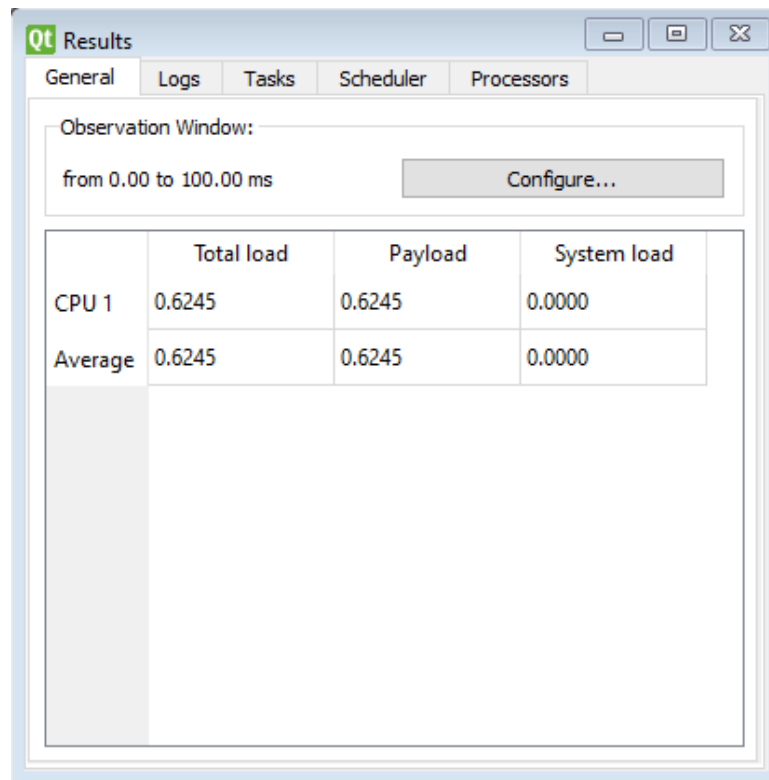 Qt Results
General Logs Tasks Scheduler Processors
Observation Window:
from 0.00 to 100.00 ms Configure...
Total load Payload System load
CPU 1 0.6245 0.6245 0.0000
Average 0.6245 0.6245 0.0000